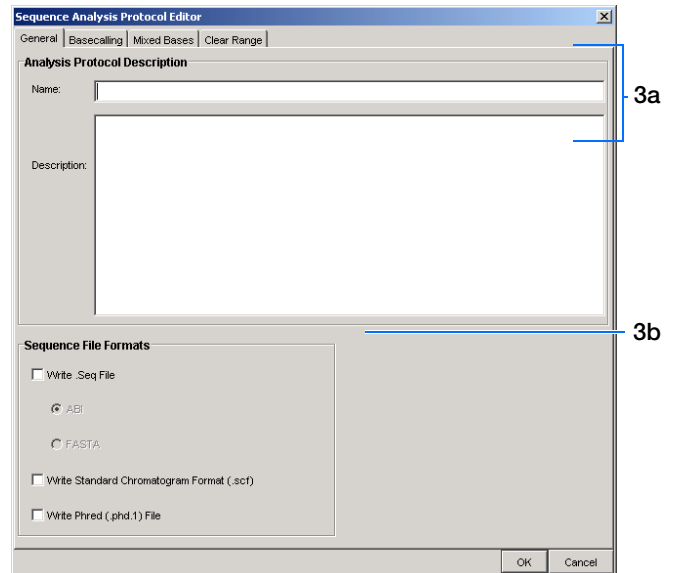 Sequence Analysis Protocol Editor
General Basecalling Mixed Bases Clear Range
Analysis Protocol Description
3a
Name:
Description:
3b
Sequence File Formats
Write .Seq File
ABI
FASTA
Write Standard Chromatogram Format (.scf)
Write Phred (.phd.1) File
OK Cancel